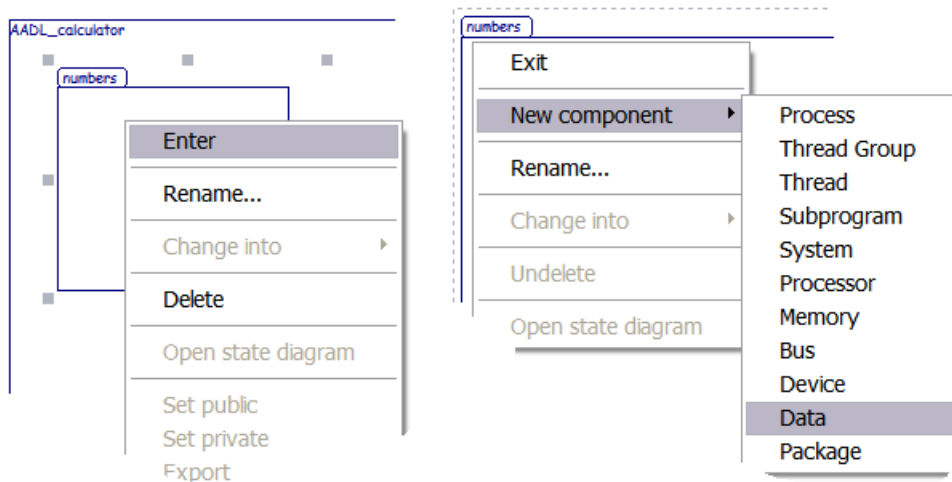 AADL_calculator
numbers
Enter
Rename...
Change into
Delete
Open state diagram
Set public
Set private
Export
numbers
Exit
New component
Rename...
Change into
Undelete
Open state diagram
Process
Thread Group
Thread
Subprogram
System
Processor
Memory
Bus
Device
Data
Package